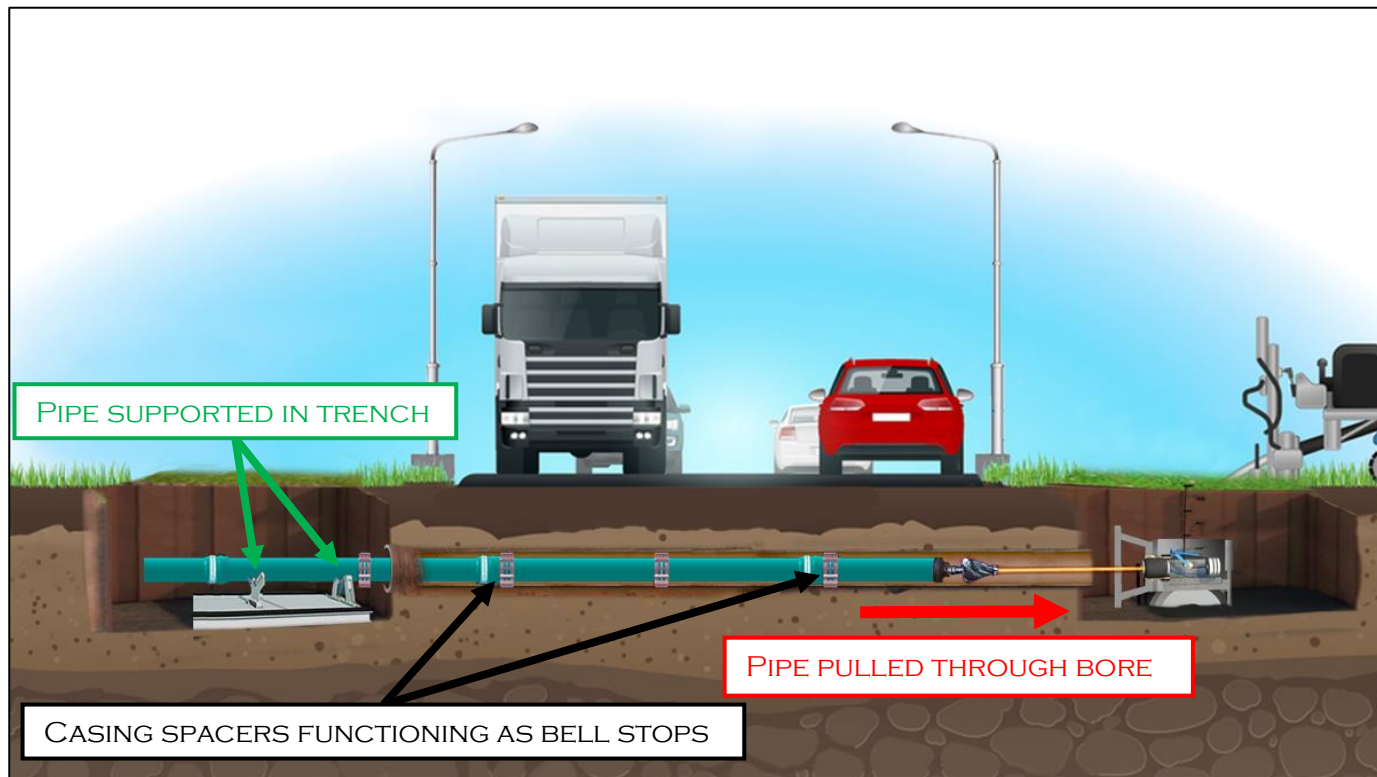 PIPE SUPPORTED IN TRENCH
PIPE PULLED THROUGH BORE
CASING SPACERS FUNCTIONING AS BELL STOPS